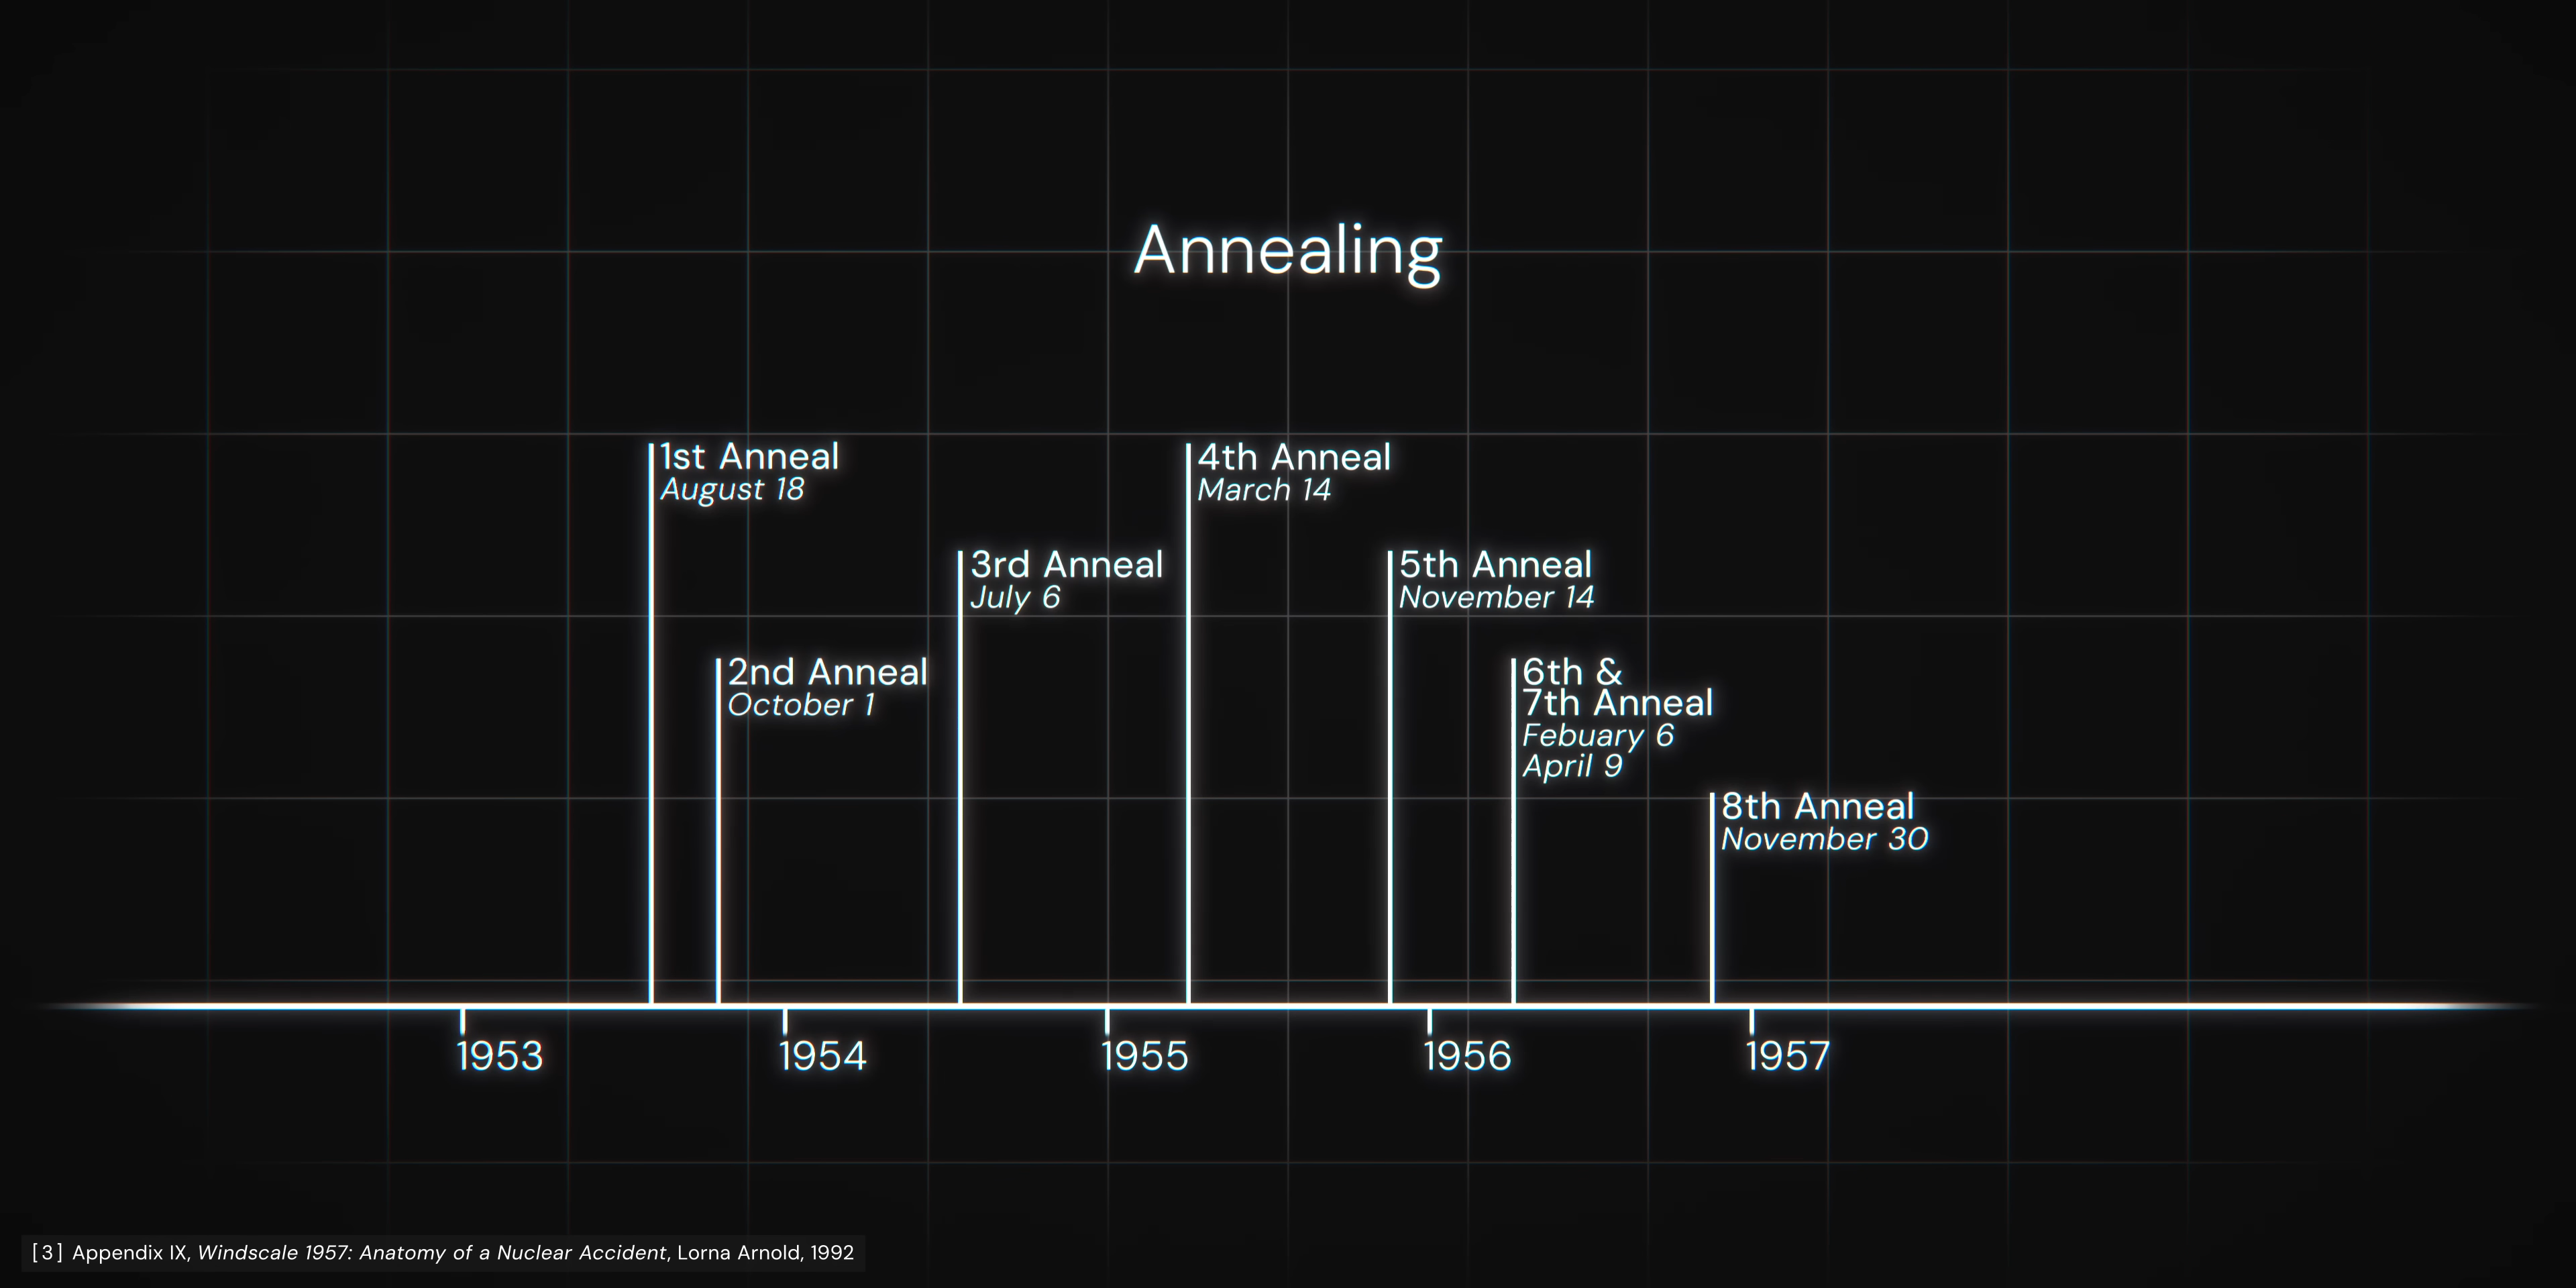 Annealing
1st Anneal
August 18
2nd Anneal
October 1
3rd Anneal
July 6
4th Anneal
March 14
5th Anneal
November 14
6th &
7th Anneal
Febuary 6
April 9
8th Anneal
November 30
1953
1954
1955
1956
1957
[3] Appendix IX, Windscale 1957: Anatomy of a Nuclear Accident, Lorna Arnold, 1992